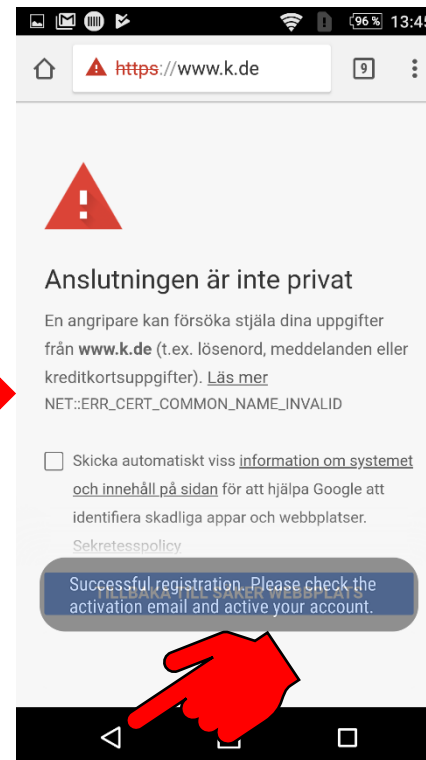 96 % 13:45
https://www.k.de 9
Anslutningen är inte privat
En angripare kan försöka stjäla dina uppgifter
från www.k.de (t.ex. lösenord, meddelanden eller
kreditkortsuppgifter). Läs mer
NET::ERR_CERT_COMMON_NAME_INVALID
Skicka automatiskt viss information om systemet
och innehåll på sidan för att hjälpa Google att
identifiera skadliga appar och webbplatser.
Sekretesspolicy
TILLBAKA TILL SÄKER WEBBPLATS
Successful registration. Please check the
activation email and active your account.